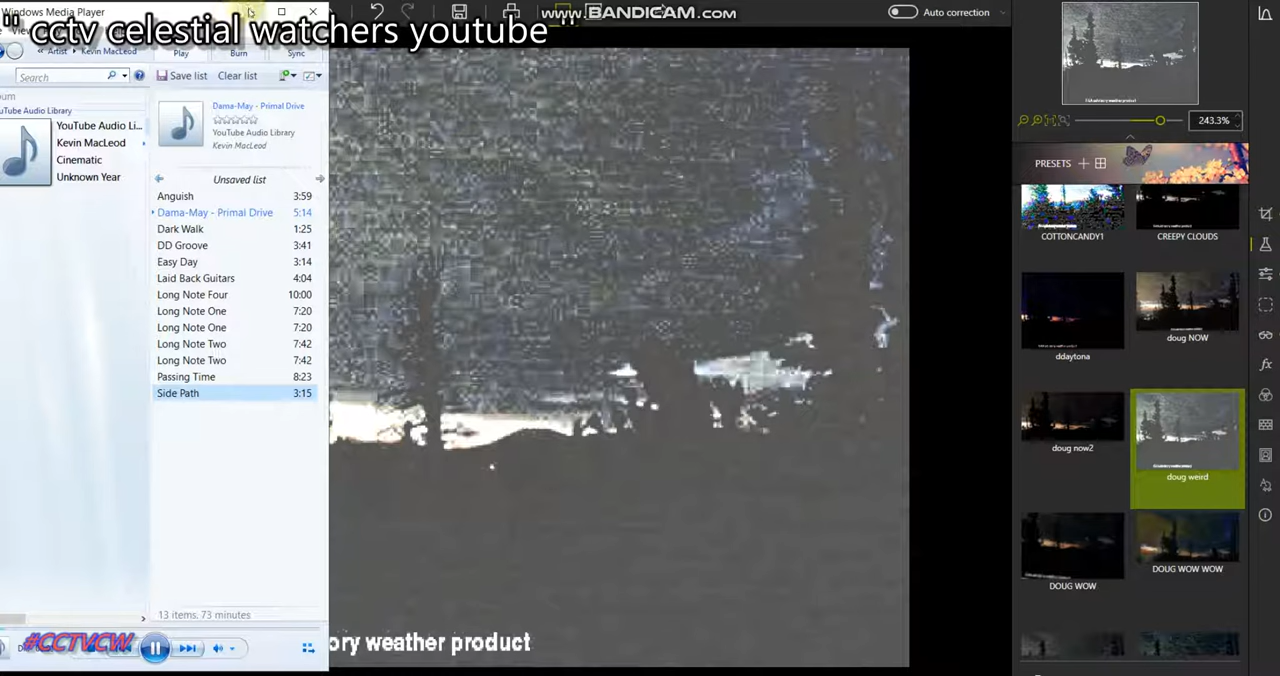 Windows Media Player
" cctv celestial watchers youtube
www.BANDICAM.com
Auto correction
Artist ▸ Kevin MacLeod
Play
Burn
Sync
Search
Save list
Clear list
243.3%
YouTube Audio Library
YouTube Audio Li...
Kevin MacLeod
Cinematic
Unknown Year
Dama-May - Primal Drive
YouTube Audio Library
Kevin MacLeod
Unsaved list
Anguish 3:59
Dama-May - Primal Drive 5:14
Dark Walk 1:25
DD Groove 3:41
Easy Day 3:14
Laid Back Guitars 4:04
Long Note Four 10:00
Long Note One 7:20
Long Note One 7:20
Long Note Two 7:42
Long Note Two 7:42
Passing Time 8:23
Side Path 3:15
13 items, 73 minutes
#CCTVCW
ory weather product
PRESETS
COTTONCANDY1
CREEPY CLOUDS
ddaytona
doug NOW
doug now2
doug weird
DOUG WOW
DOUG WOW WOW